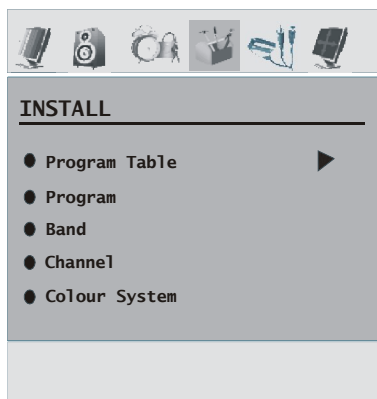 INSTALL
Program Table
Program
Band
Channel
Colour System